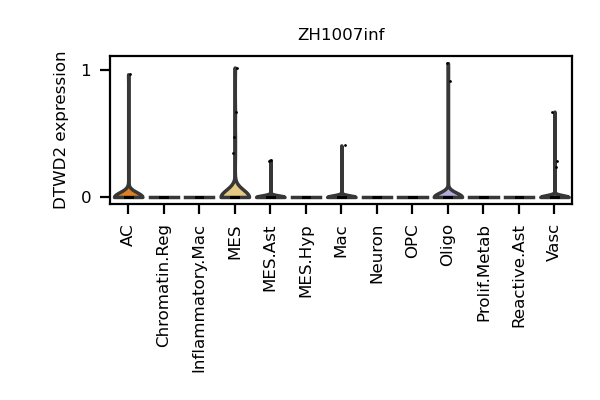 ZH1007inf
DTWD2 expression
1
0
AC
Chromatin.Reg
Inflammatory.Mac
MES
MES.Ast
MES.Hyp
Mac
Neuron
OPC
Oligo
Prolif.Metab
Reactive.Ast
Vasc